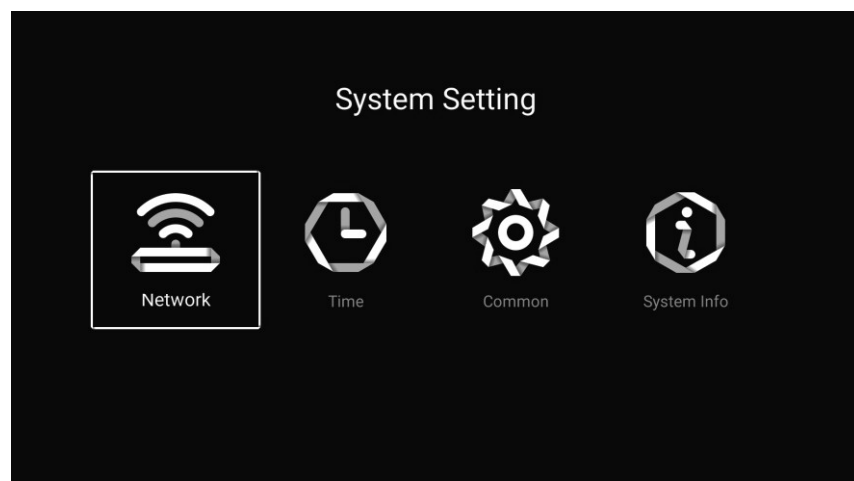 System Setting
Network
Time
Common
System Info